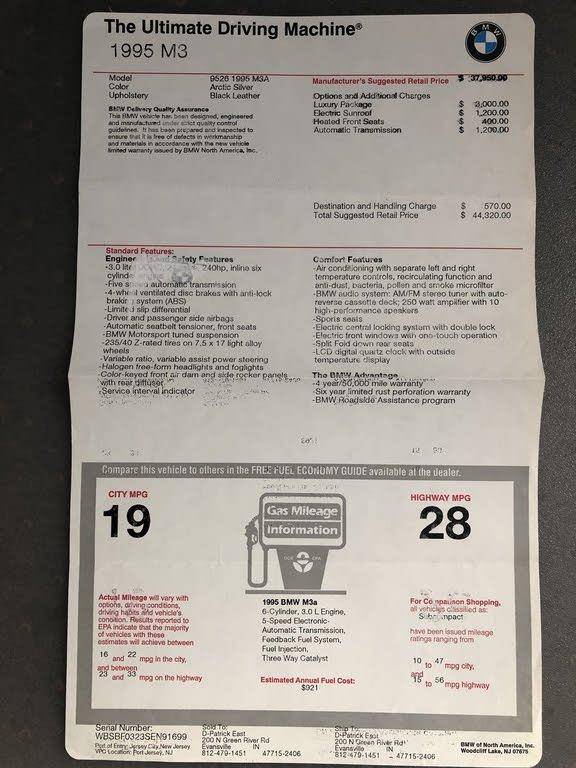 The Ultimate Driving Machine®
BMW
1995 M3
Model 9526 1995 M3A
Color Arctic Silver
Upholstery Black Leather
BMW Delivery Quality Assurance
This BMW vehicle has been designed, engineered
and manufactured under strict quality control
guidelines. It has been prepared and inspected to
ensure that it is free of defects in workmanship
and materials in accordance with the new vehicle
limited warranty issued by BMW North America, Inc.
Manufacturer's Suggested Retail Price $ 37,950.00
Options and Additional Charges
Luxury Package $ 3,000.00
Electric Sunroof $ 1,200.00
Heated Front Seats $ 400.00
Automatic Transmission $ 1,200.00
Destination and Handling Charge $ 570.00
Total Suggested Retail Price $ 44,320.00
Standard Features:
Engineer Safety Features
-3.0 lite 240hp, inline six
cylinde
-Five speed automatic transmission
-4-wheel ventilated disc brakes with anti-lock
braking system (ABS)
-Limited slip differential
-Driver and passenger side airbags
-Automatic seatbelt tensioner, front seats
-BMW Motorsport tuned suspension
-235/40 Z-rated tires on 7.5 x 17 light alloy
wheels
-Variable ratio, variable assist power steering
-Halogen free-form headlights and foglights
-Color-keyed front air dam and side rocker panels
with rear diffuser
-Service interval indicator
Comfort Features
-Air conditioning with separate left and right
temperature controls, recirculating function and
anti-dust, bacteria, pollen and smoke microfilter
-BMW audio system: AM/FM stereo tuner with auto-
reverse cassette deck; 250 watt amplifier with 10
high-performance speakers
-Sports seats
-Electric central locking system with double lock
-Electric front windows with one-touch operation
-Split Fold down rear seats
-LCD digital quartz clock with outside
temperature display
The BMW Advantage
-4 year/50,000 mile warranty
-Six year limited rust perforation warranty
-BMW Roadside Assistance program
Compare this vehicle to others in the FREE FUEL ECONOMY GUIDE available at the dealer.
CITY MPG
19
Gas Mileage
Information
DOE EPA
HIGHWAY MPG
28
Actual Mileage will vary with
options, driving conditions,
driving habits and vehicle's
condition. Results reported to
EPA indicate that the majority
of vehicles with these
estimates will achieve between
16 and 22 mpg in the city,
and between
23 and 33 mpg on the highway
1995 BMW M3a
6-Cylinder, 3.0 L Engine,
5-Speed Electronic
Automatic Transmission,
Feedback Fuel System,
Fuel Injection,
Three Way Catalyst
Estimated Annual Fuel Cost:
$921
For Comparison Shopping,
all vehicles classified as:
Subcompact
have been issued mileage
ratings ranging from
10 to 47 mpg city,
and
15 to 56 mpg highway
Serial Number:
WBSBF0323SEN91699
Port of Entry: Jersey City, New Jersey
VPC Location: Port Jersey, NJ
Sold To:
D-Patrick East
200 N Green River Rd
Evansville IN
812-479-1451 47715-2406
Ship To:
D-Patrick East
200 N Green River Rd
Evansville IN
812-479-1451 47715-2406
BMW of North America, Inc.
Woodcliff Lake, NJ 07675